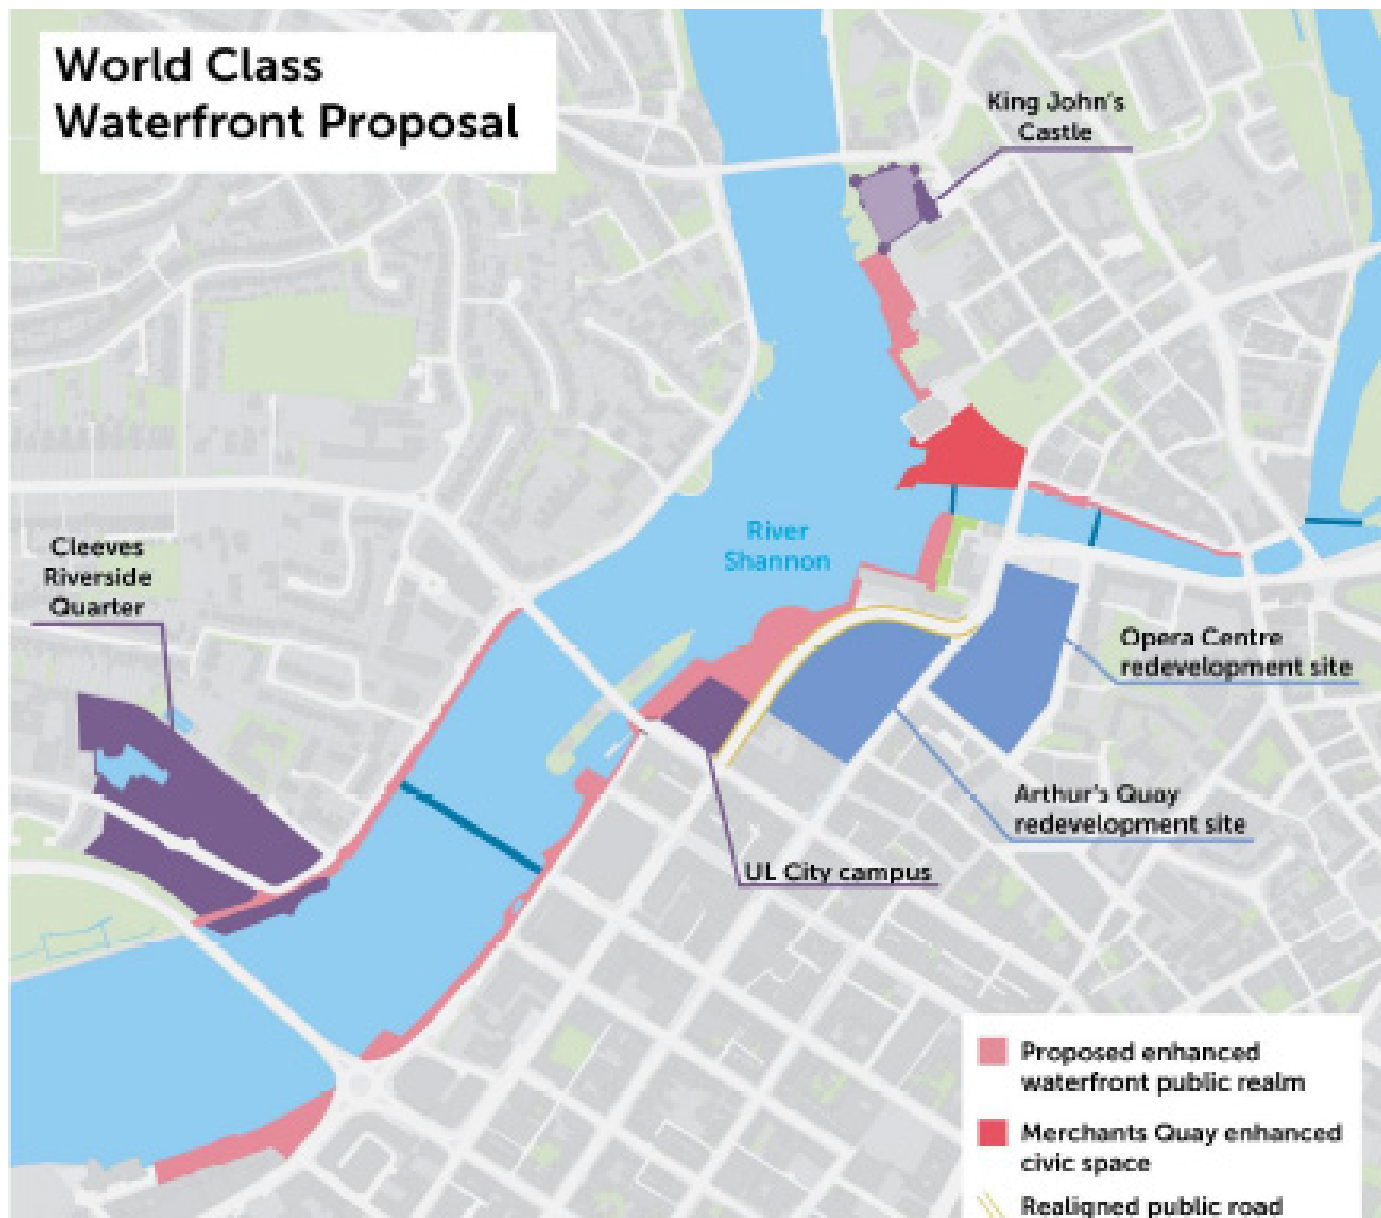 World Class
Waterfront Proposal
King John's
Castle
River
Shannon
Cleeves
Riverside
Quarter
Opera Centre
redevelopment site
Arthur's Quay
redevelopment site
UL City campus
Proposed enhanced
waterfront public realm
Merchants Quay enhanced
civic space
Realigned public road